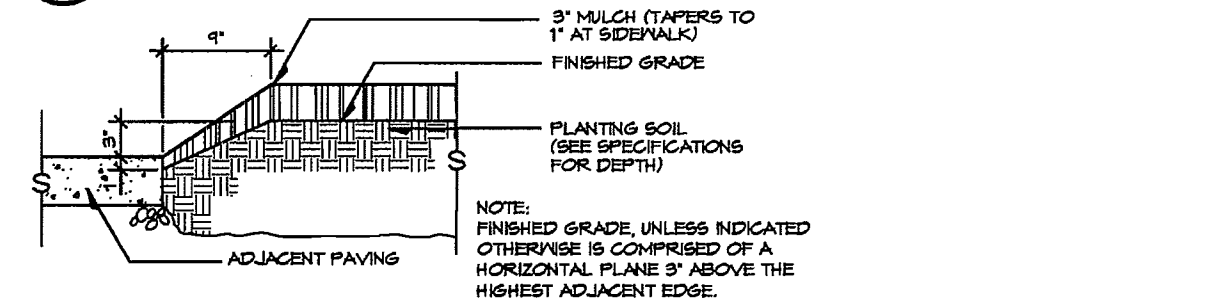 3" MULCH (TAPERS TO
1" AT SIDEWALK)
9"
FINISHED GRADE
3"
1"
PLANTING SOIL
(SEE SPECIFICATIONS
FOR DEPTH)
S
S
ADJACENT PAVING
NOTE:
FINISHED GRADE, UNLESS INDICATED
OTHERWISE IS COMPRISED OF A
HORIZONTAL PLANE 3" ABOVE THE
HIGHEST ADJACENT EDGE.